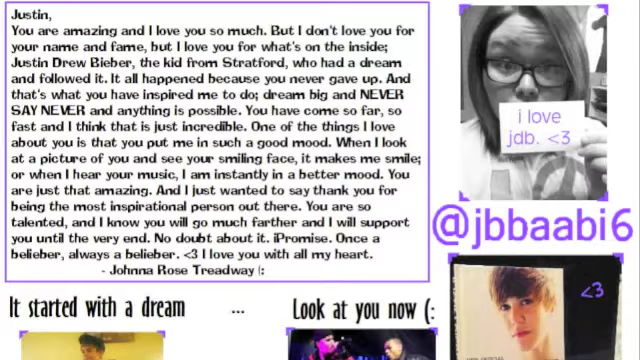 Justin,
You are amazing and I love you so much. But I don't love you for
your name and fame, but I love you for what's on the inside;
Justin Drew Bieber, the kid from Stratford, who had a dream
and followed it. It all happened because you never gave up. And
that's what you have inspired me to do; dream big and NEVER
SAY NEVER and anything is possible. You have come so far, so
fast and I think that is just incredible. One of the things I love
about you is that you put me in such a good mood. When I look
at a picture of you and see your smiling face, it makes me smile;
or when I hear your music, I am instantly in a better mood. You
are just that amazing. And I just wanted to say thank you for
being the most inspirational person out there. You are so
talented, and I know you will go much farther and I will support
you until the very end. No doubt about it. iPromise. Once a
belieber, always a belieber. <3 I love you with all my heart.
- Johnna Rose Treadway (:
i love
jdb. <3
@jbbaabi6
<3
It started with a dream ... Look at you now (: